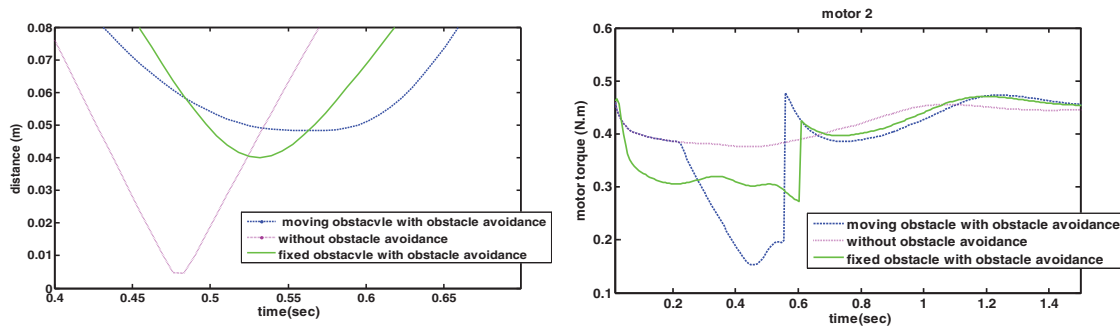 0.08
0.07
0.06
0.05
0.04
0.03
0.02
0.01
0
distance (m)
0.4
0.45
0.5
0.55
0.6
0.65
time(sec)
moving obstacvle with obstacle avoidance
without obstacle avoidance
fixed obstacvle with obstacle avoidance
motor 2
0.6
0.5
0.4
0.3
0.2
0.1
motor torque (N.m)
0.2
0.4
0.6
0.8
1
1.2
1.4
time(sec)
moving obstacle with obstacle avoidance
without obstacle avoidance
fixed obstacle with obstacle avoidance